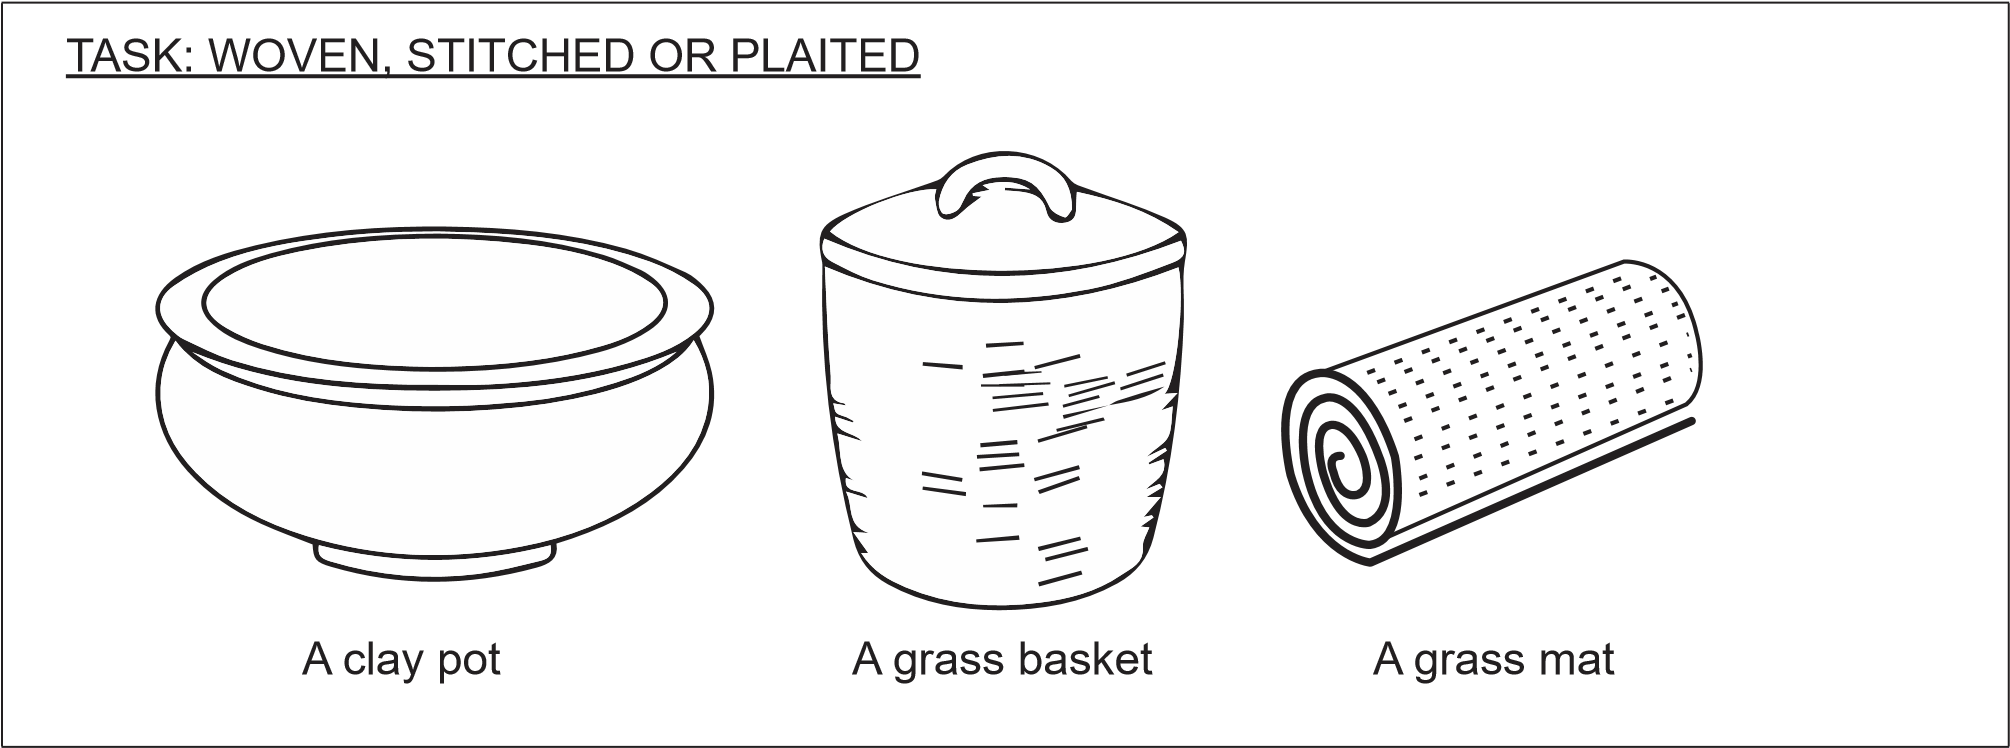 TASK: WOVEN, STITCHED OR PLAITED
A clay pot
A grass basket
A grass mat